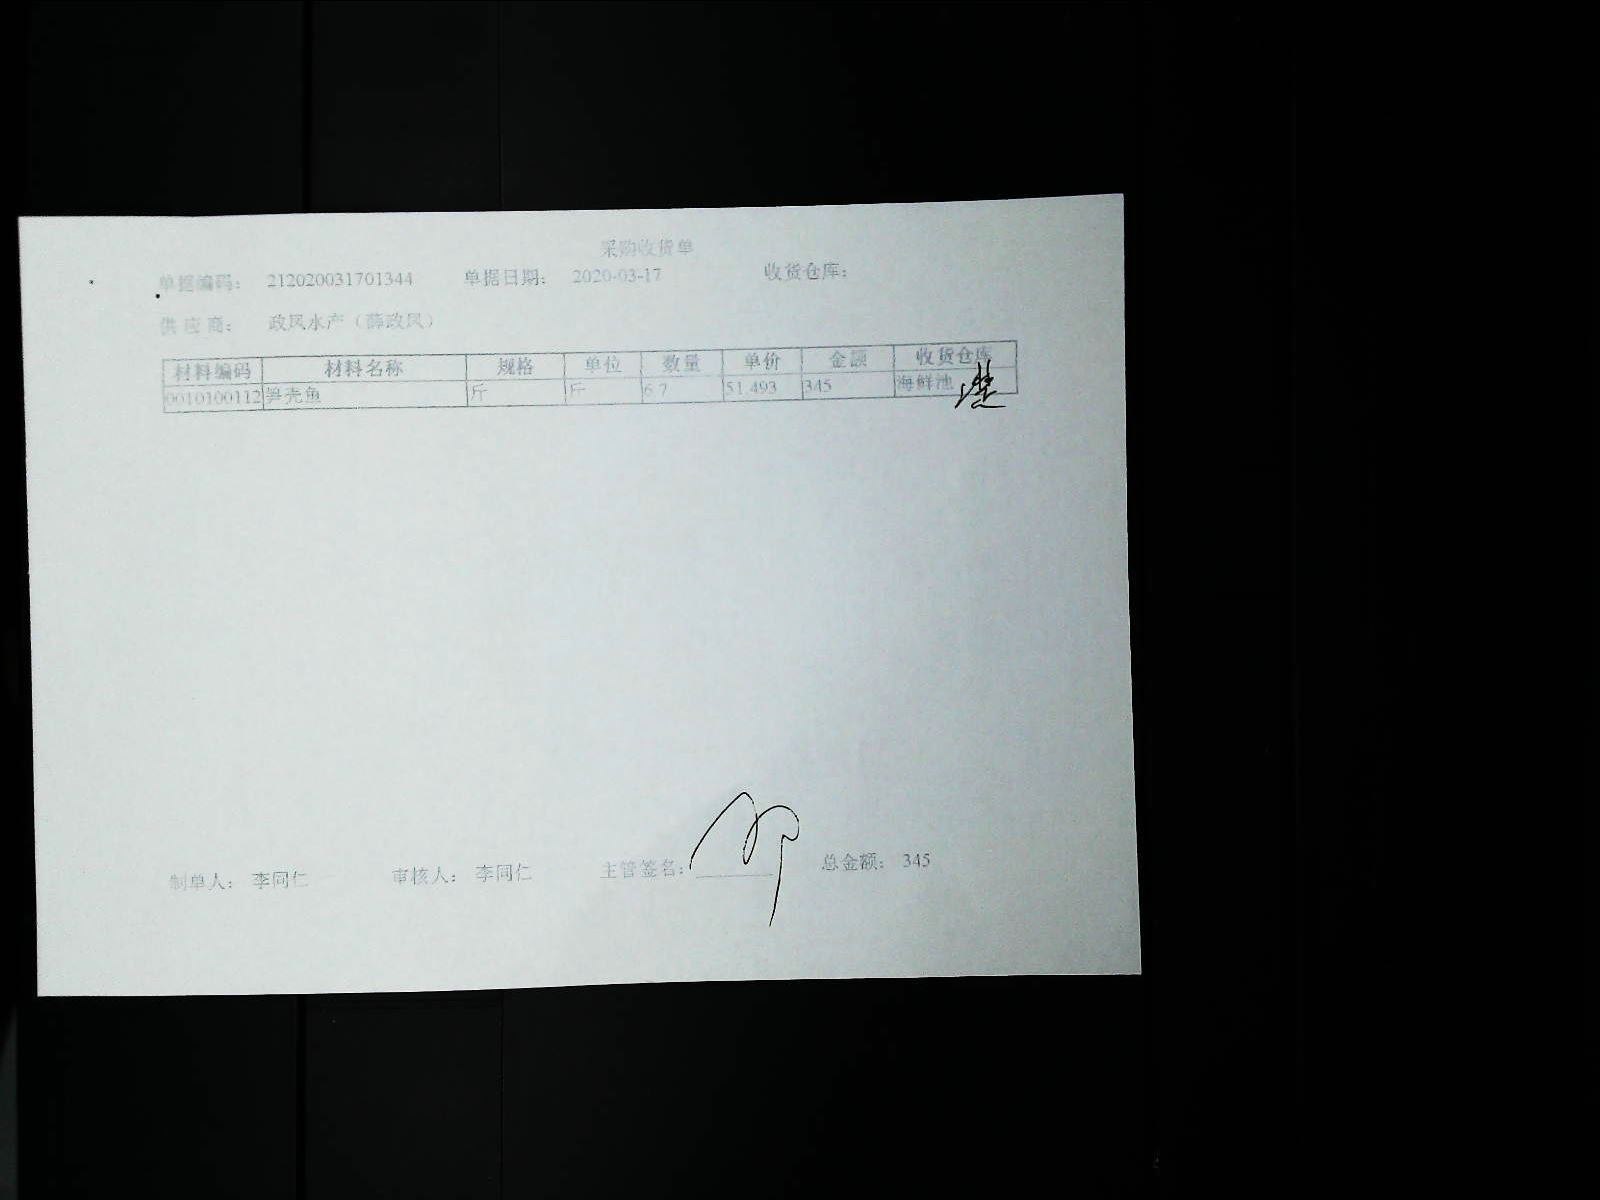 采购收货单
单据编码： 212020031701344 单据日期： 2020-03-17 收货仓库：
供应商： 政风水产（薛政风）
材料编码 材料名称 规格 单位 数量 单价 金额 收货仓库
0010100112 笋壳鱼 斤 斤 6.7 51.493 345 海鲜池
制单人： 李同仁 审核人： 李同仁 主管签名： 总金额： 345